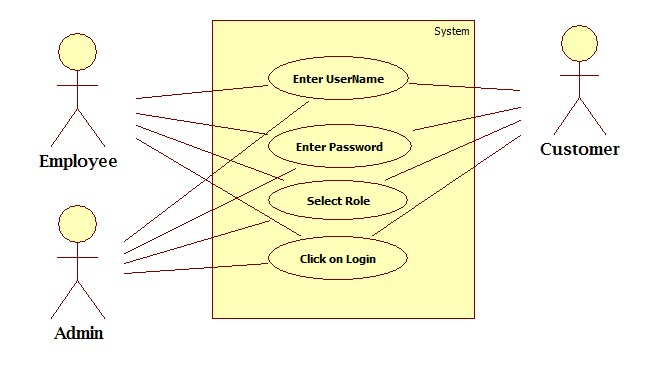 System
Enter UserName
Enter Password
Employee
Customer
Select Role
Click on Login
Admin